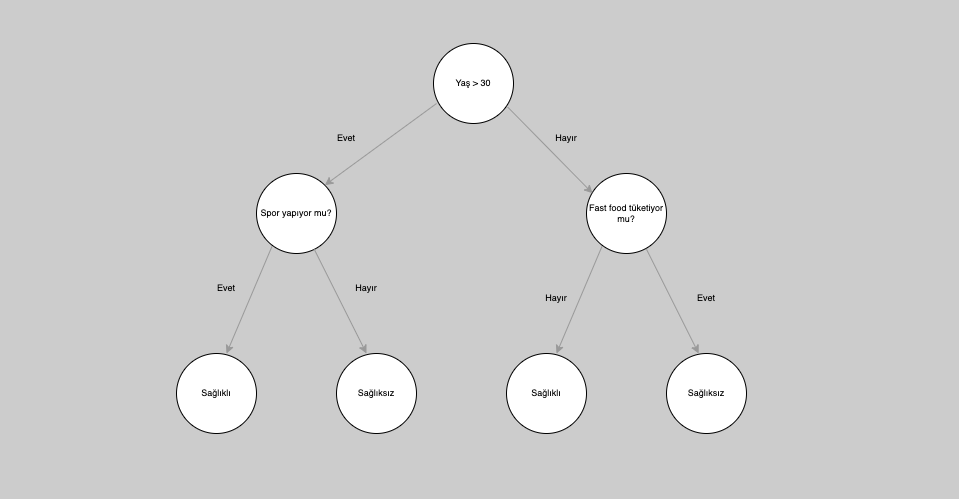 Yaş > 30
Evet
Hayır
Spor yapıyor mu?
Fast food tüketiyor
mu?
Evet
Hayır
Hayır
Evet
Sağlıklı
Sağlıksız
Sağlıklı
Sağlıksız